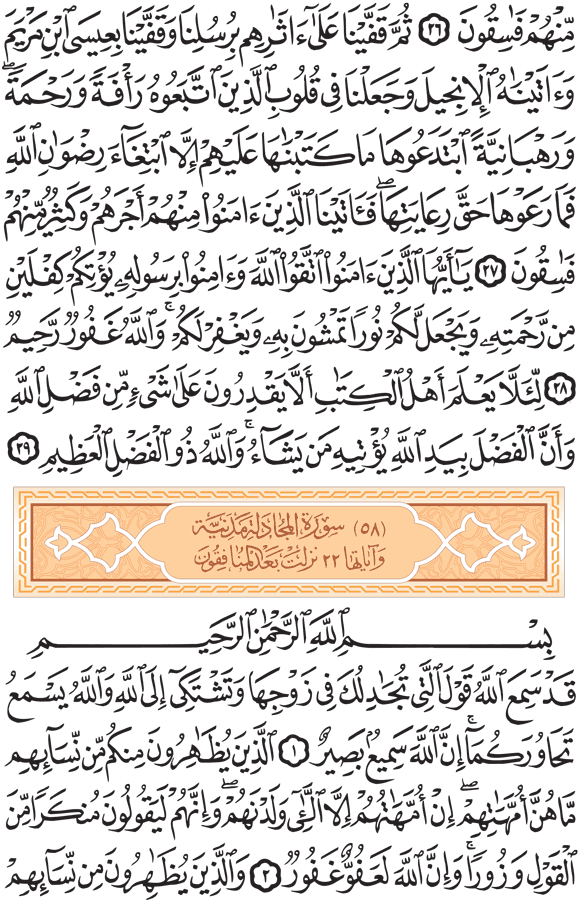 مِّنْهُمْ فَٰسِقُونَ ٢٦ ثُمَّ قَفَّيْنَا عَلَىٰٓ ءَاثَٰرِهِم بِرُسُلِنَا وَقَفَّيْنَا بِعِيسَى ٱبْنِ مَرْيَمَ
وَءَاتَيْنَٰهُ ٱلْإِنجِيلَ وَجَعَلْنَا فِي قُلُوبِ ٱلَّذِينَ ٱتَّبَعُوهُ رَأْفَةً وَرَحْمَةًۖ
وَرَهْبَانِيَّةً ٱبْتَدَعُوهَا مَا كَتَبْنَٰهَا عَلَيْهِمْ إِلَّا ٱبْتِغَآءَ رِضْوَٰنِ ٱللَّهِ
فَمَا رَعَوْهَا حَقَّ رِعَايَتِهَاۖ فَـَٔاتَيْنَا ٱلَّذِينَ ءَامَنُوا۟ مِنْهُمْ أَجْرَهُمْ وَكَثِيرٌ مِّنْهُمْ
فَٰسِقُونَ ٢٧ يَٰٓأَيُّهَا ٱلَّذِينَ ءَامَنُوا۟ ٱتَّقُوا۟ ٱللَّهَ وَءَامِنُوا۟ بِرَسُولِهِۦ يُؤْتِكُمْ كِفْلَيْنِ
مِن رَّحْمَتِهِۦ وَيَجْعَل لَّكُمْ نُورًا تَمْشُونَ بِهِۦ وَيَغْفِرْ لَكُمْۚ وَٱللَّهُ غَفُورٌ رَّحِيمٌ
٢٨ لِّئَلَّا يَعْلَمَ أَهْلُ ٱلْكِتَٰبِ أَلَّا يَقْدِرُونَ عَلَىٰ شَىْءٍ مِّن فَضْلِ ٱللَّهِ
وَأَنَّ ٱلْفَضْلَ بِيَدِ ٱللَّهِ يُؤْتِيهِ مَن يَشَآءُۚ وَٱللَّهُ ذُو ٱلْفَضْلِ ٱلْعَظِيمِ ٢٩
(٥٨) سورة المجادلة مدنية
وآياتها ٢٢ نزلت بعد المنافقون
بِسْمِ ٱللَّهِ ٱلرَّحْمَٰنِ ٱلرَّحِيمِ
قَدْ سَمِعَ ٱللَّهُ قَوْلَ ٱلَّتِى تُجَٰدِلُكَ فِى زَوْجِهَا وَتَشْتَكِىٓ إِلَى ٱللَّهِ وَٱللَّهُ يَسْمَعُ
تَحَاوُرَكُمَآۚ إِنَّ ٱللَّهَ سَمِيعٌۢ بَصِيرٌ ١ ٱلَّذِينَ يُظَٰهِرُونَ مِنكُم مِّن نِّسَآئِهِم
مَّا هُنَّ أُمَّهَٰتِهِمْۖ إِنْ أُمَّهَٰتُهُمْ إِلَّا ٱلَّٰٓـِٔى وَلَدْنَهُمْۚ وَإِنَّهُمْ لَيَقُولُونَ مُنكَرًا مِّنَ
ٱلْقَوْلِ وَزُورًاۚ وَإِنَّ ٱللَّهَ لَعَفُوٌّ غَفُورٌ ٢ وَٱلَّذِينَ يُظَٰهِرُونَ مِن نِّسَآئِهِمْ